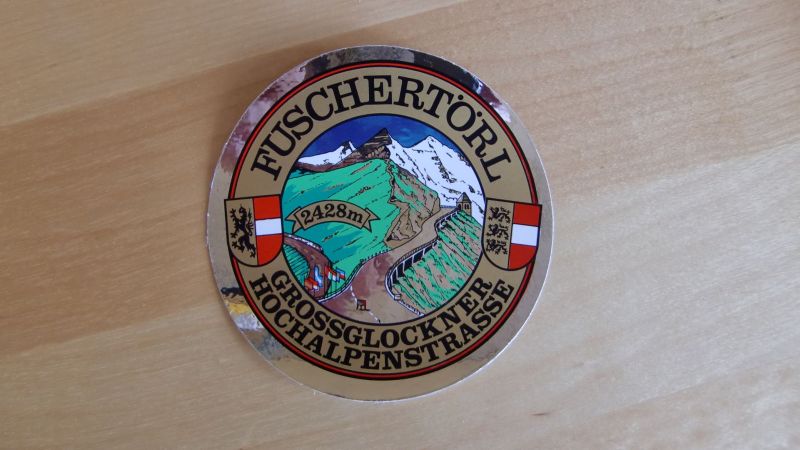 FUSCHERTÖRL
2428m
GROSSGLOCKNER
HOCHALPENSTRASSE